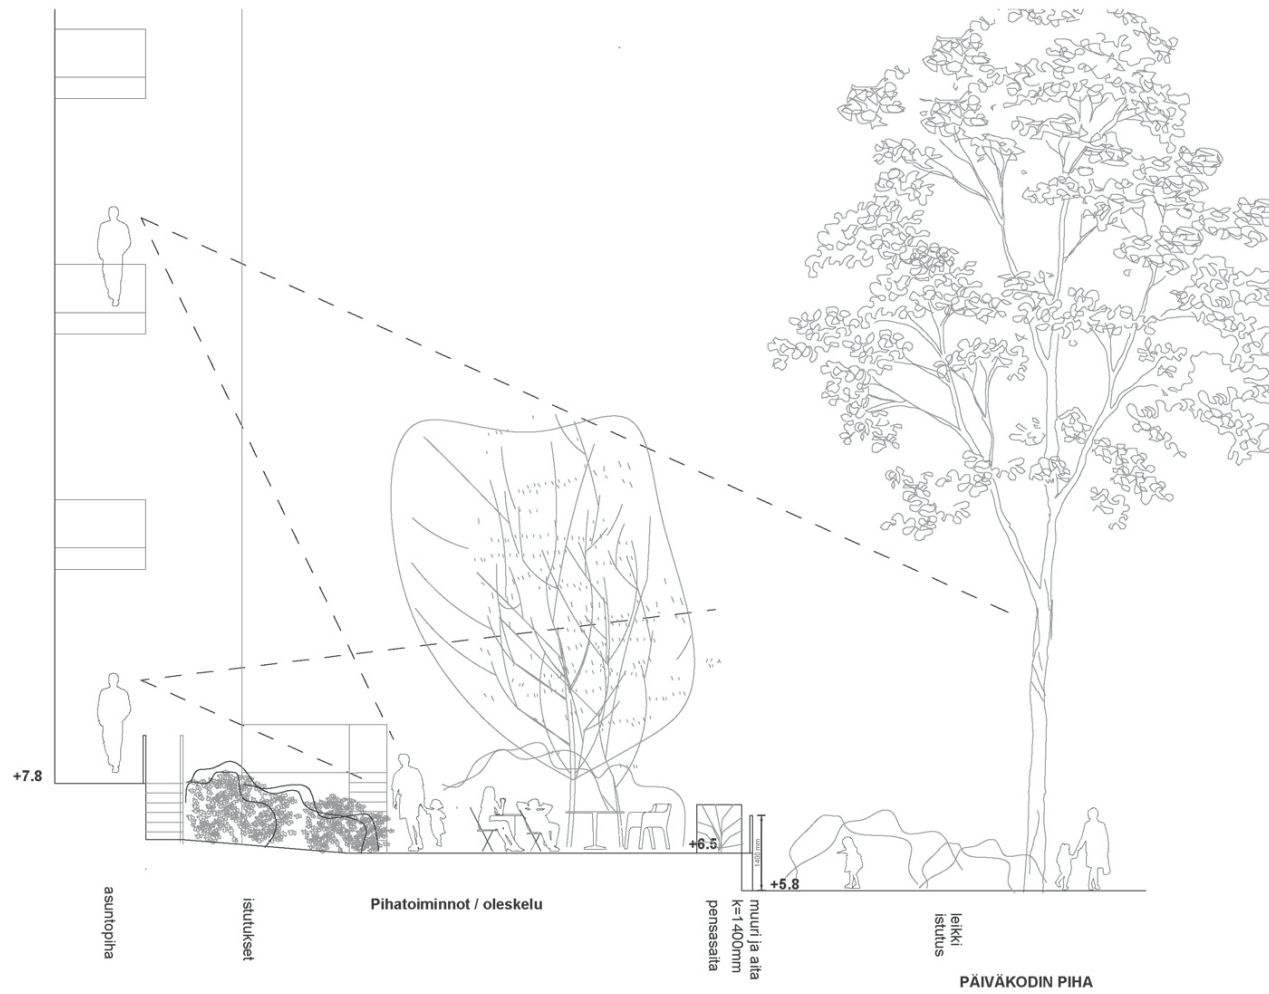 +7.8
+6.5
1400 mm
+5.8
asuntopiha
istutukset
Pihatoiminnot / oleskelu
muuri ja aita
k=1400mm
pensasaita
leikki
istutus
PÄIVÄKODIN PIHA